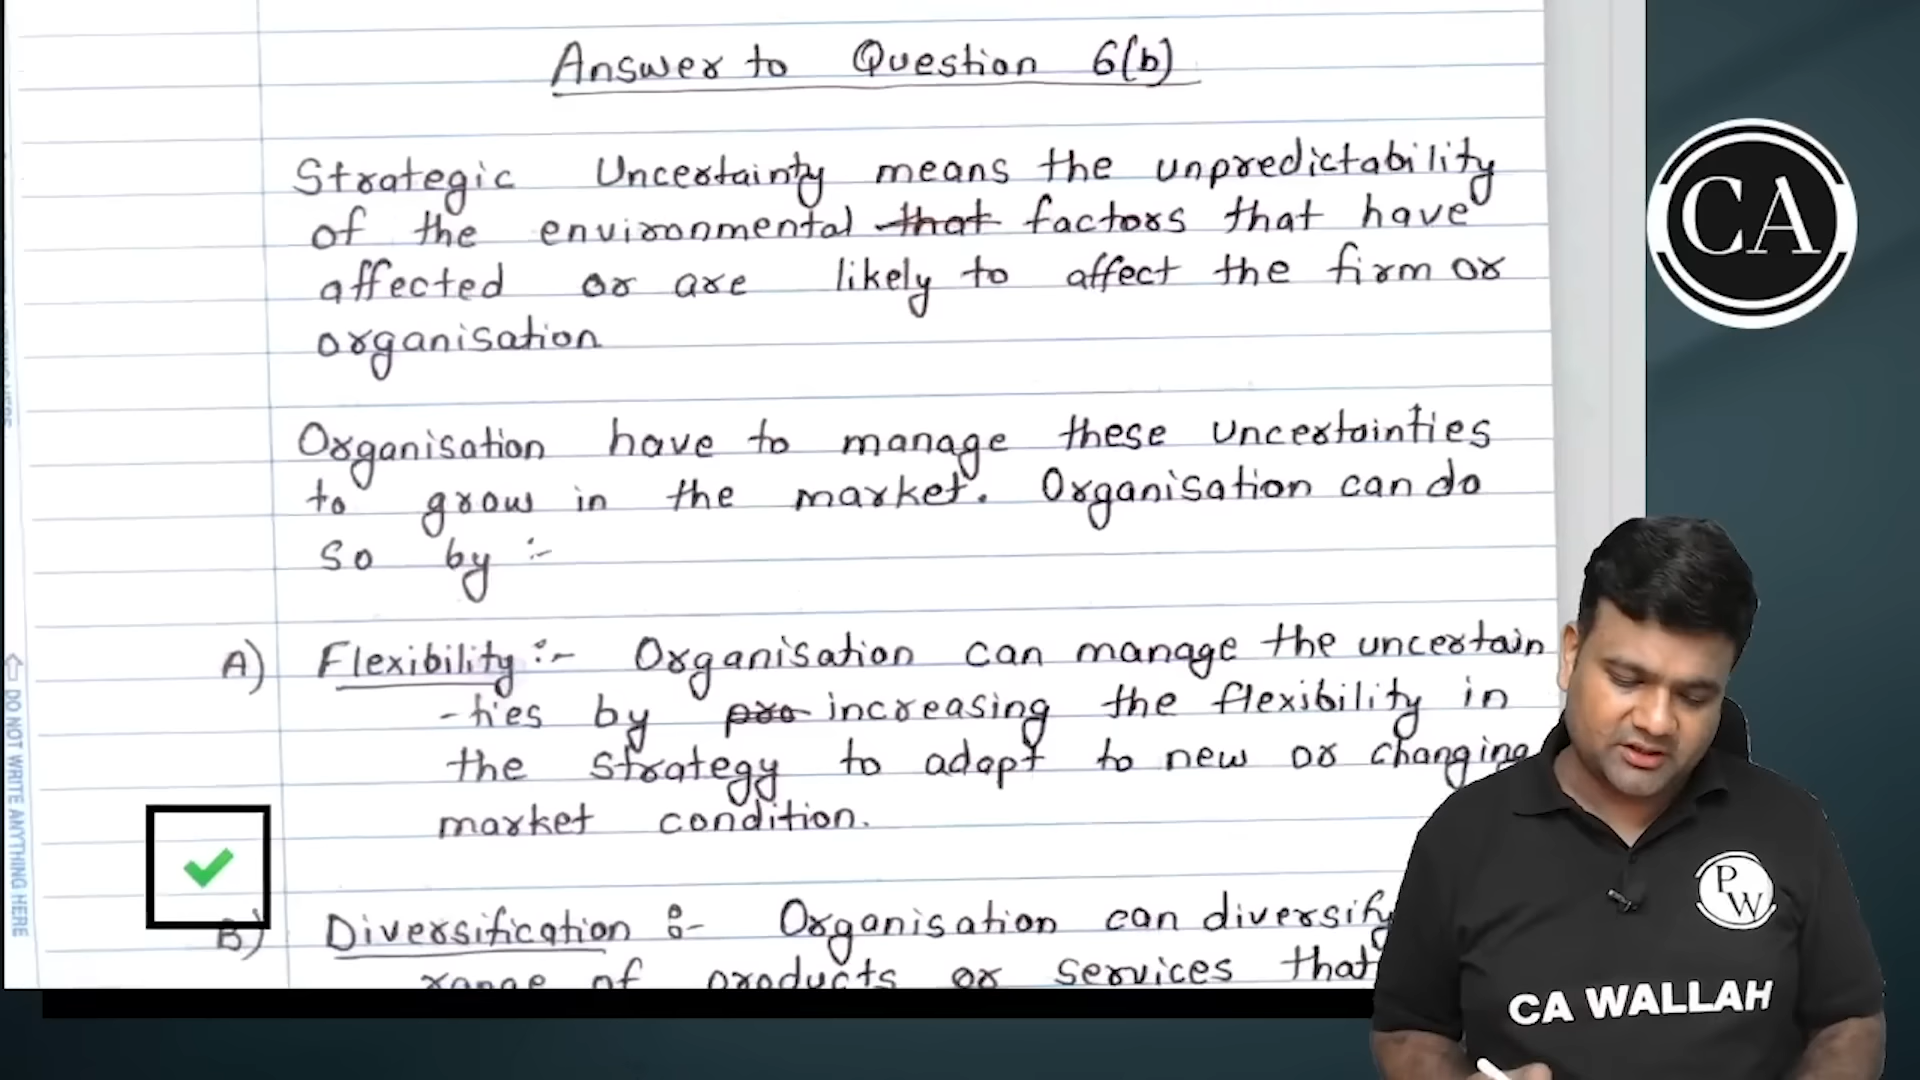 Answer to Question 6(b)
Strategic Uncertainty means the unpredictability
of the environmental that factors that have
affected or are likely to affect the firm or
organisation
Organisation have to manage these uncertainties
to grow in the market. Organisation can do
so by :-
A) Flexibility :- Organisation can manage the uncertain
-ties by pro increasing the flexibility in
the strategy to adapt to new or changing
market condition.
B) Diversification :- Organisation can diversify
range of products or services that
DO NOT WRITE ANYTHING HERE
CA
PW
CA WALLAH